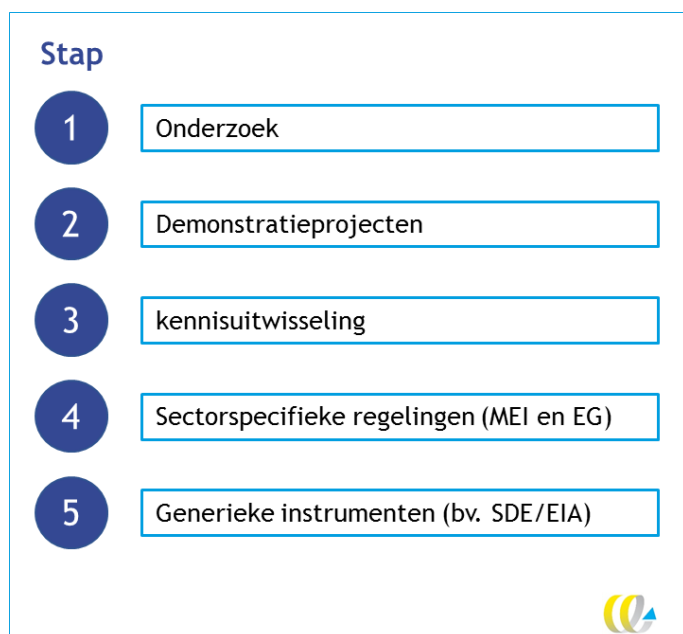 Stap
1 Onderzoek
2 Demonstratieprojecten
3 kennisuitwisseling
4 Sectorspecifieke regelingen (MEI en EG)
5 Generieke instrumenten (bv. SDE/EIA)